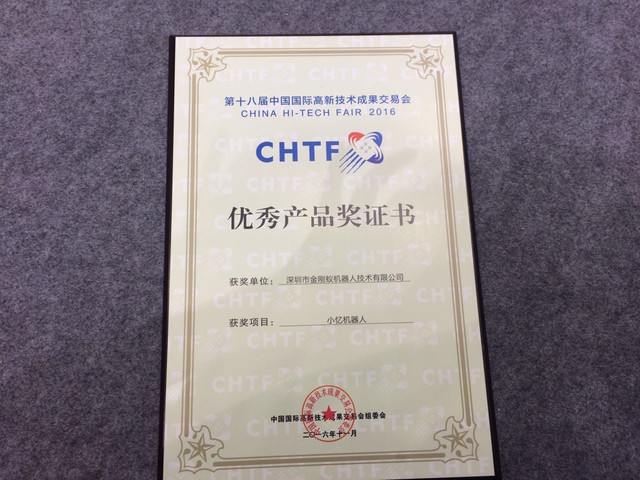 第十八届中国国际高新技术成果交易会
CHINA HI-TECH FAIR 2016
CHTF
优秀产品奖证书
获奖单位: 深圳市金刚蚁机器人技术有限公司
获奖项目: 小亿机器人
中国国际高新技术成果交易会组委会
二〇一六年十一月